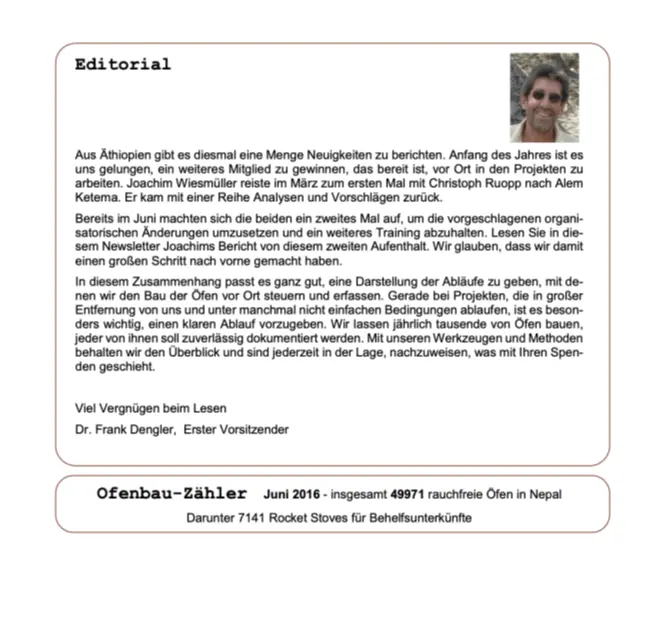 Editorial
Aus Äthiopien gibt es diesmal eine Menge Neuigkeiten zu berichten. Anfang des Jahres ist es
uns gelungen, ein weiteres Mitglied zu gewinnen, das bereit ist, vor Ort in den Projekten zu
arbeiten. Joachim Wiesmüller reiste im März zum ersten Mal mit Christoph Ruopp nach Alem
Ketema. Er kam mit einer Reihe Analysen und Vorschlägen zurück.
Bereits im Juni machten sich die beiden ein zweites Mal auf, um die vorgeschlagenen organi-
satorischen Änderungen umzusetzen und ein weiteres Training abzuhalten. Lesen Sie in die-
sem Newsletter Joachims Bericht von diesem zweiten Aufenthalt. Wir glauben, dass wir damit
einen großen Schritt nach vorne gemacht haben.
In diesem Zusammenhang passt es ganz gut, eine Darstellung der Abläufe zu geben, mit de-
nen wir den Bau der Öfen vor Ort steuern und erfassen. Gerade bei Projekten, die in großer
Entfernung von uns und unter manchmal nicht einfachen Bedingungen ablaufen, ist es beson-
ders wichtig, einen klaren Ablauf vorzugeben. Wir lassen jährlich tausende von Öfen bauen,
jeder von ihnen soll zuverlässig dokumentiert werden. Mit unseren Werkzeugen und Methoden
behalten wir den Überblick und sind jederzeit in der Lage, nachzuweisen, was mit Ihren Spen-
den geschieht.
Viel Vergnügen beim Lesen
Dr. Frank Dengler, Erster Vorsitzender
Ofenbau-Zähler Juni 2016 - insgesamt 49971 rauchfreie Öfen in Nepal
Darunter 7141 Rocket Stoves für Behelfsunterkünfte